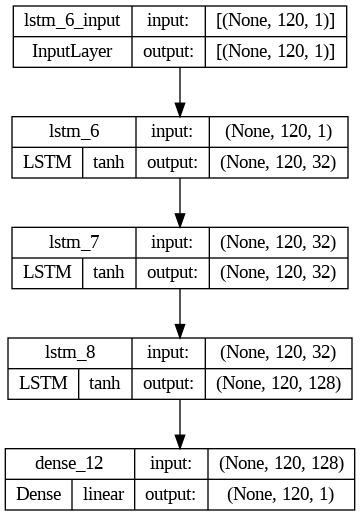 lstm_6_input input: [(None, 120, 1)]
InputLayer output: [(None, 120, 1)]
lstm_6 input: (None, 120, 1)
LSTM tanh output: (None, 120, 32)
lstm_7 input: (None, 120, 32)
LSTM tanh output: (None, 120, 32)
lstm_8 input: (None, 120, 32)
LSTM tanh output: (None, 120, 128)
dense_12 input: (None, 120, 128)
Dense linear output: (None, 120, 1)